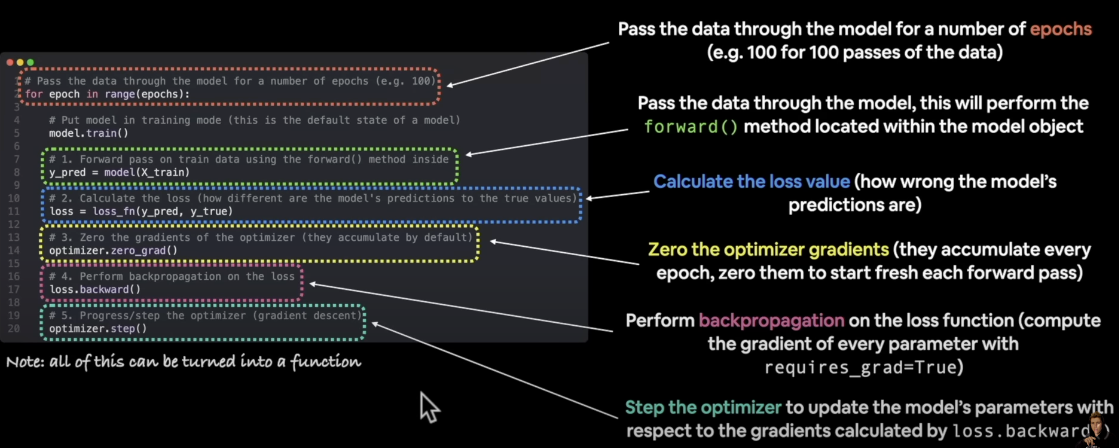 Pass the data through the model for a number of epochs
(e.g. 100 for 100 passes of the data)
1 # Pass the data through the model for a number of epochs (e.g. 100)
2 for epoch in range(epochs):
3
4 # Put model in training mode (this is the default state of a model)
5 model.train()
6
7 # 1. Forward pass on train data using the forward() method inside
8 y_pred = model(X_train)
9
10 # 2. Calculate the loss (how different are the model's predictions to the true values)
11 loss = loss_fn(y_pred, y_true)
12
13 # 3. Zero the gradients of the optimizer (they accumulate by default)
14 optimizer.zero_grad()
15
16 # 4. Perform backpropagation on the loss
17 loss.backward()
18
19 # 5. Progress/step the optimizer (gradient descent)
20 optimizer.step()
Note: all of this can be turned into a function
Pass the data through the model, this will perform the
forward() method located within the model object
Calculate the loss value (how wrong the model's
predictions are)
Zero the optimizer gradients (they accumulate every
epoch, zero them to start fresh each forward pass)
Perform backpropagation on the loss function (compute
the gradient of every parameter with
requires_grad=True)
Step the optimizer to update the model's parameters with
respect to the gradients calculated by loss.backward